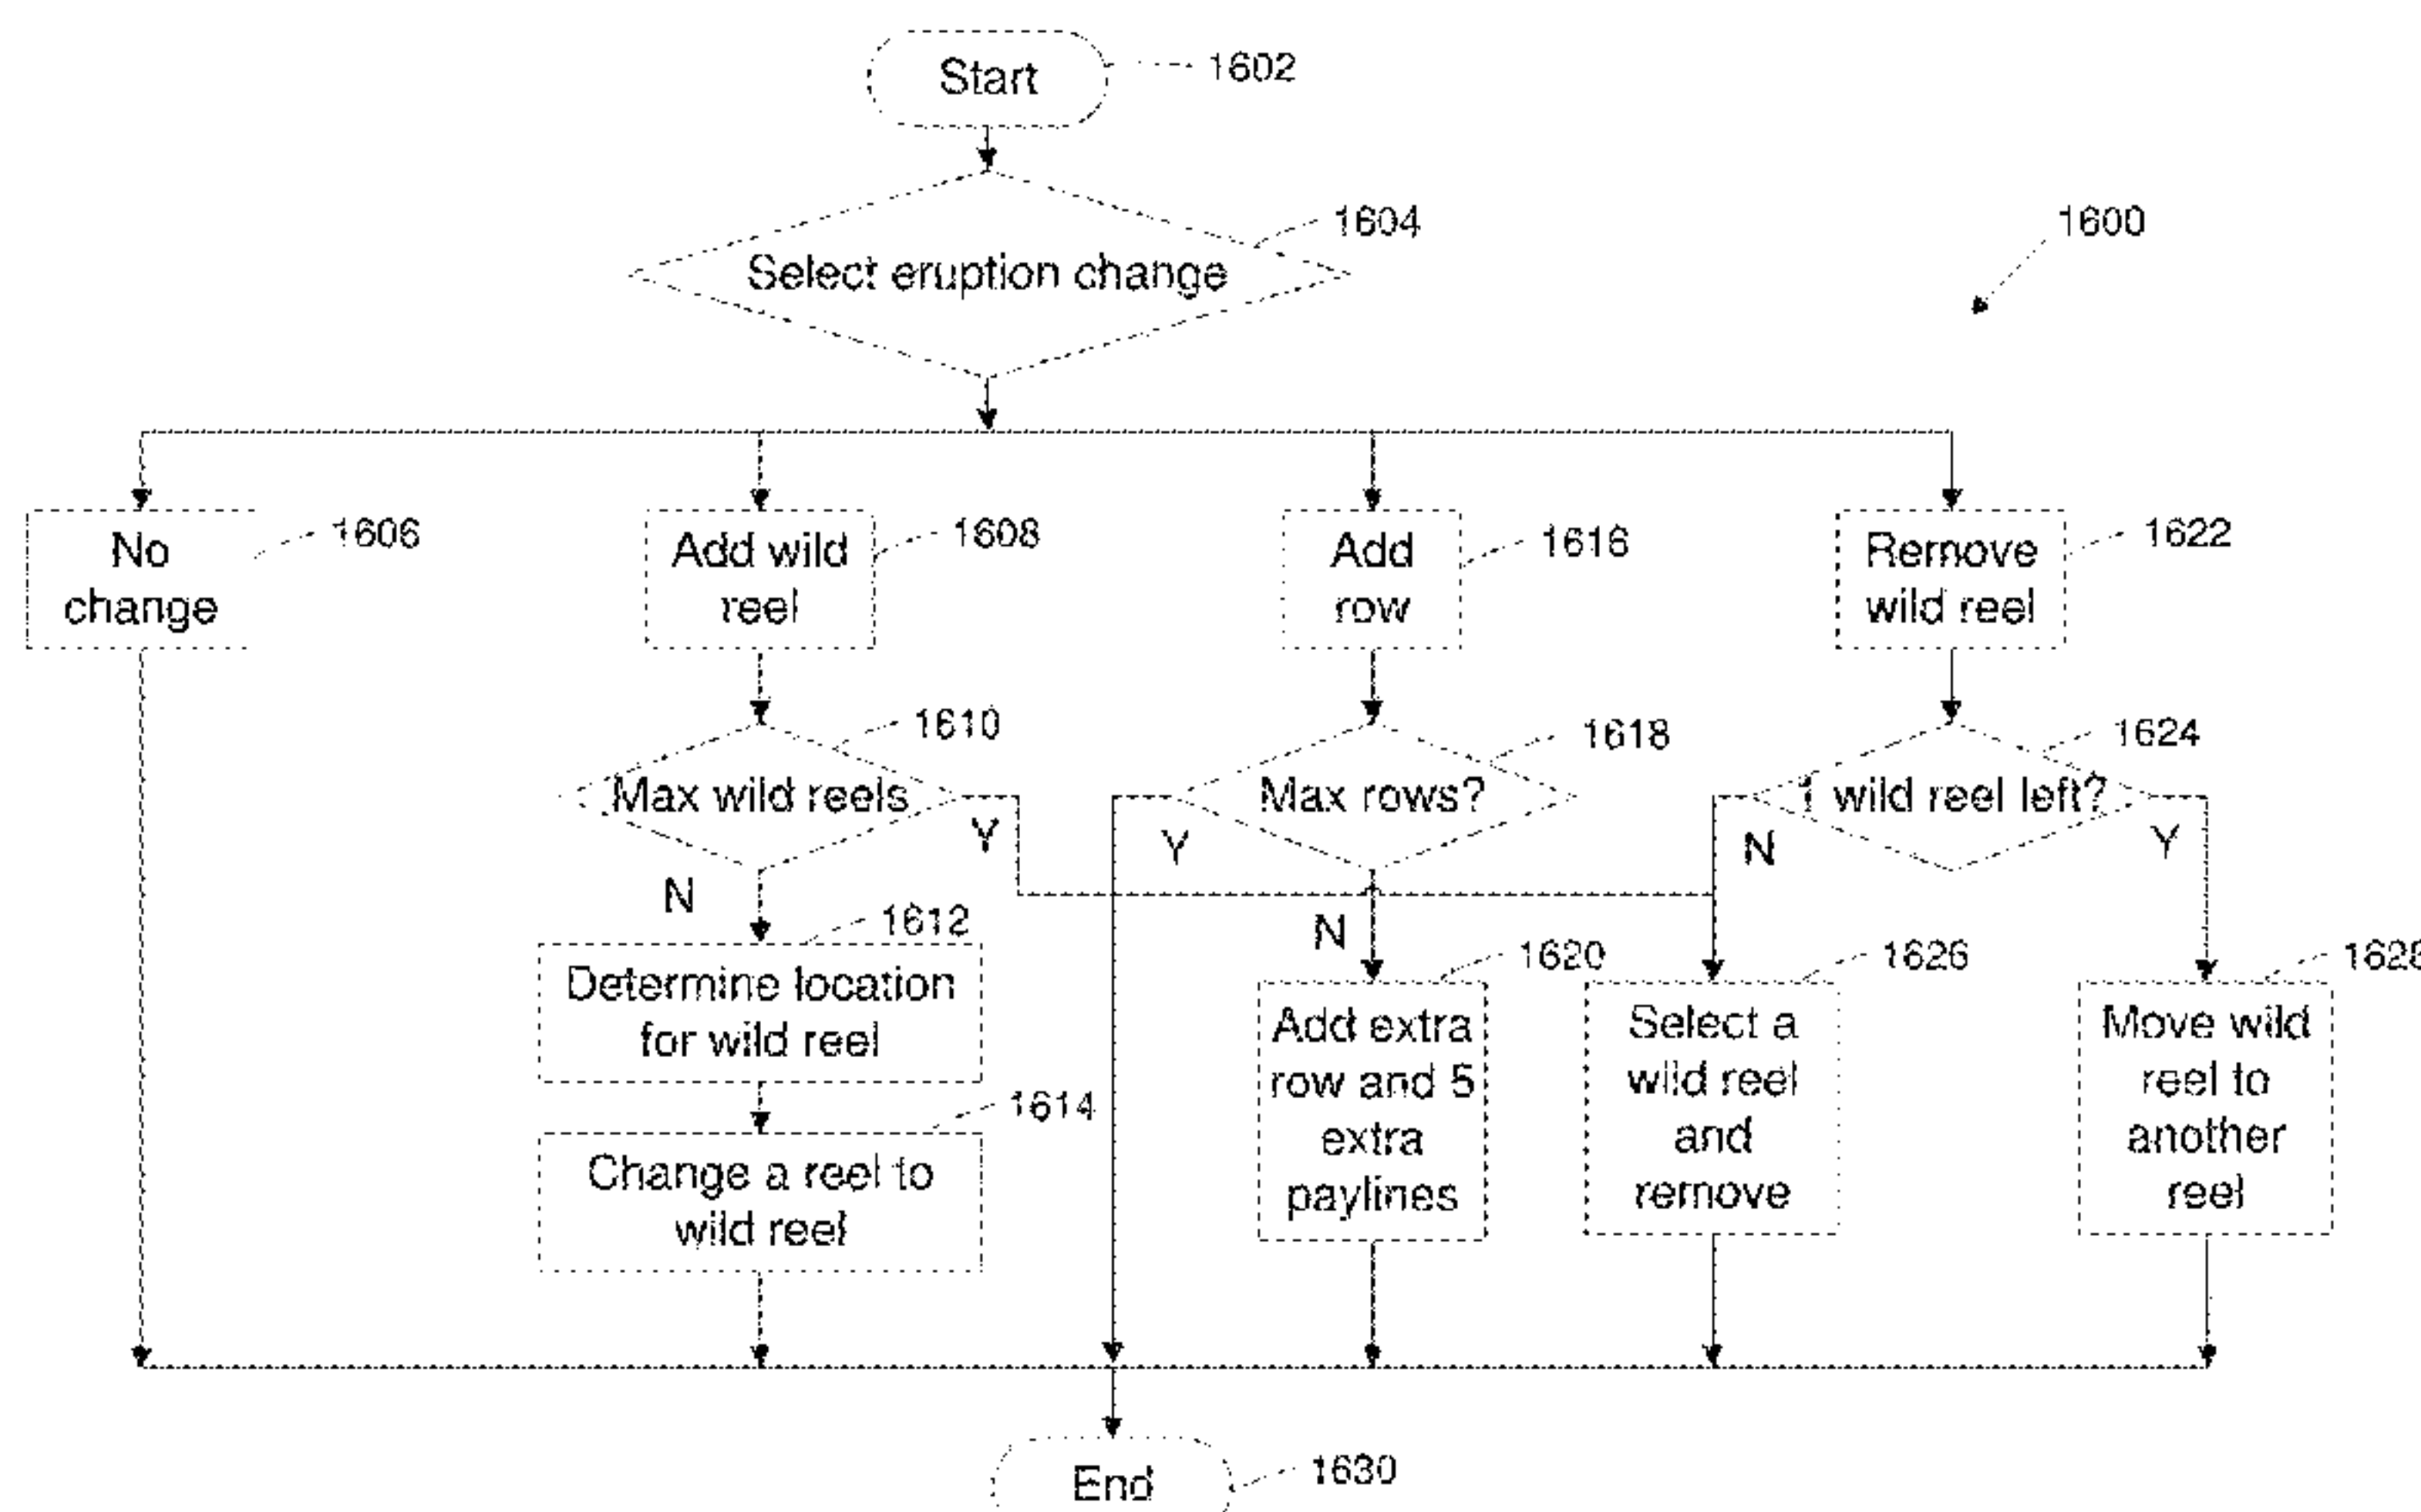 Start
1602
1604
Select eruption change
1600
No
change
1606
Add wild
reel
1608
Add
row
1616
Remove
wild reel
1622
1610
Max wild reels
Y
N
1618
Max rows?
Y
N
1624
1 wild reel left?
N
Y
1612
Determine location
for wild reel
1614
Change a reel to
wild reel
1620
Add extra
row and 5
extra
paylines
1626
Select a
wild reel
and
remove
1628
Move wild
reel to
another
reel
End
1630